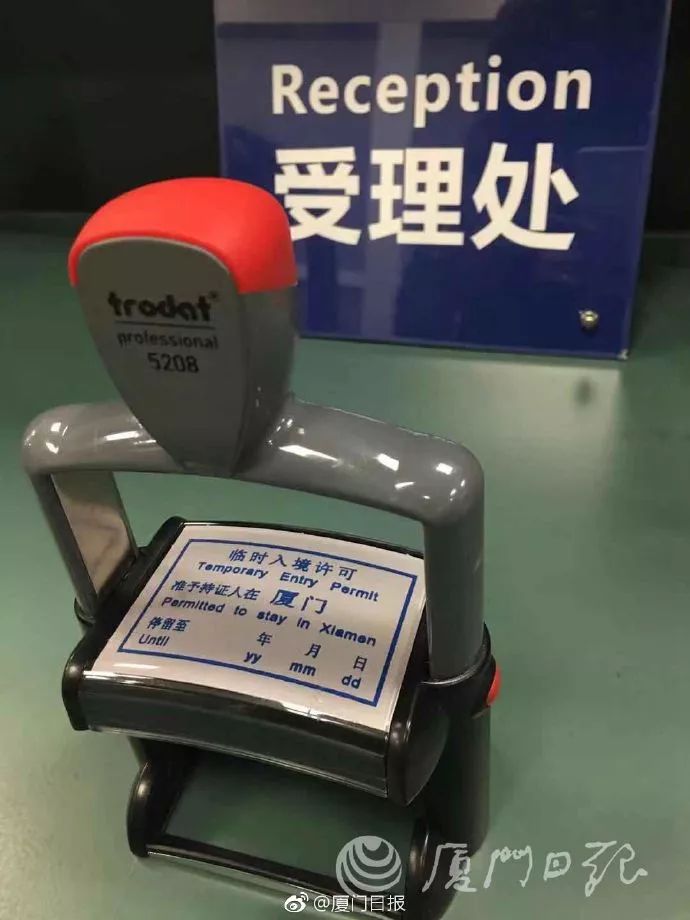 Reception
受理处
trodat
professional
5208
临时入境许可
Temporary Entry Permit
准予持证人在 厦门
Permitted to stay in Xiamen
停留至 年 月 日
Until yy mm dd
厦门日报
@厦门日报